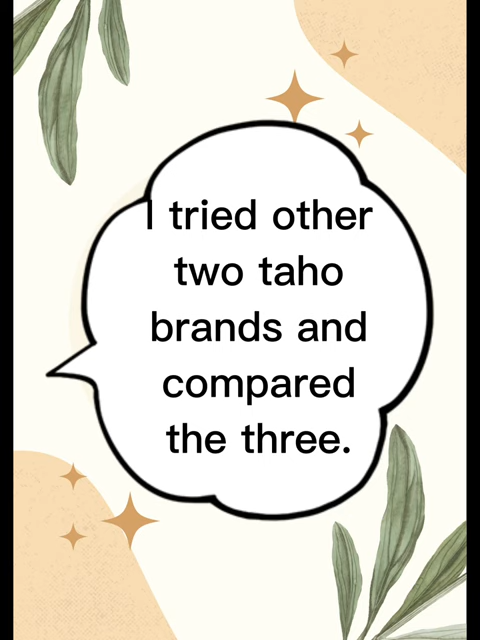 I tried other
two taho
brands and
compared
the three.